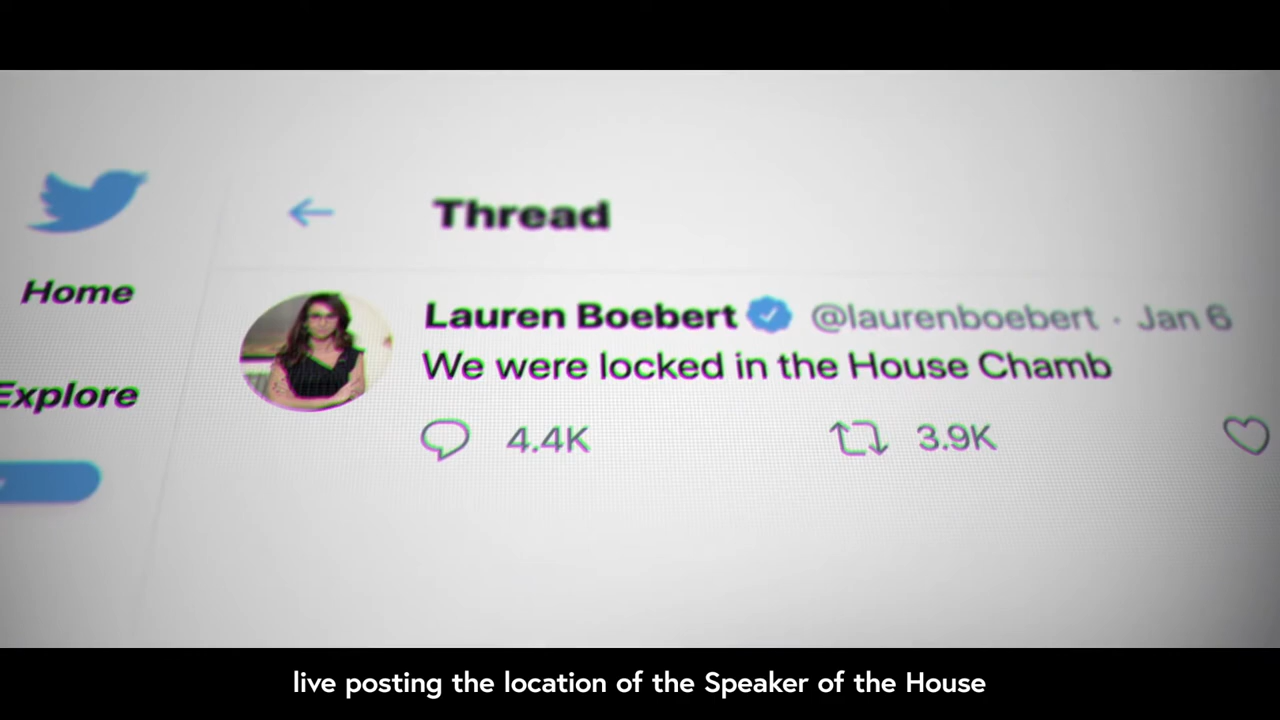 Thread
Home
Lauren Boebert @laurenboebert · Jan 6
We were locked in the House Chamb
Explore
4.4K 3.9K
live posting the location of the Speaker of the House